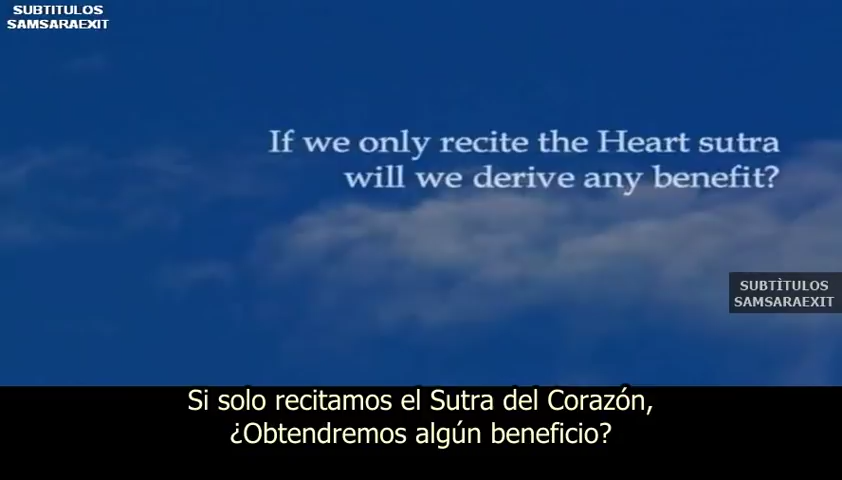 SUBTITULOS
SAMSARAEXIT
If we only recite the Heart sutra
will we derive any benefit?
SUBTÌTULOS
SAMSARAEXIT
Si solo recitamos el Sutra del Corazón,
¿Obtendremos algún beneficio?